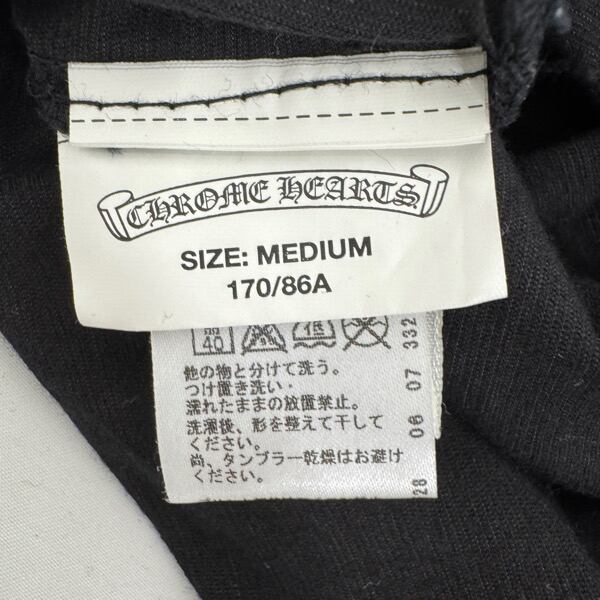 CHROME HEARTS
SIZE: MEDIUM
170/86A
40
低
他の物と分けて洗う。
つけ置き洗い・
濡れたままの放置禁止。
洗濯後、形を整えて干して
ください。
尚、タンブラー乾燥はお避け
ください。
28 06 07 332